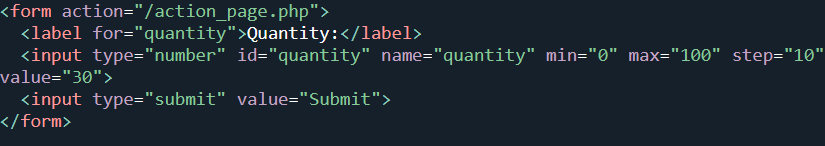 <form action="/action_page.php">
  <label for="quantity">Quantity:</label>
  <input type="number" id="quantity" name="quantity" min="0" max="100" step="10"
value="30">
  <input type="submit" value="Submit">
</form>